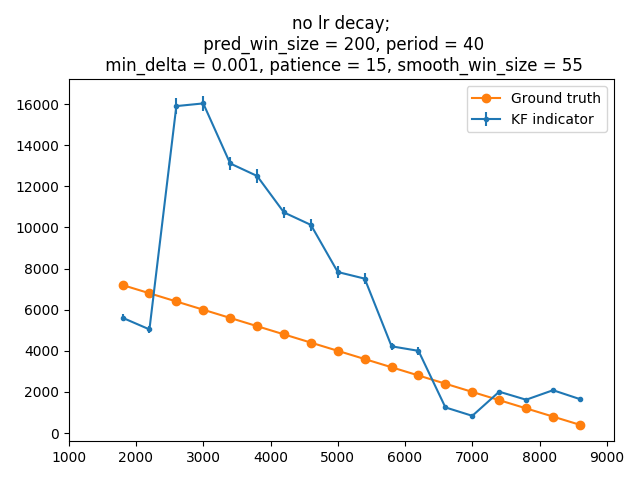 no lr decay;
pred_win_size = 200, period = 40
min_delta = 0.001, patience = 15, smooth_win_size = 55
Ground truth
KF indicator
16000
14000
12000
10000
8000
6000
4000
2000
0
1000 2000 3000 4000 5000 6000 7000 8000 9000